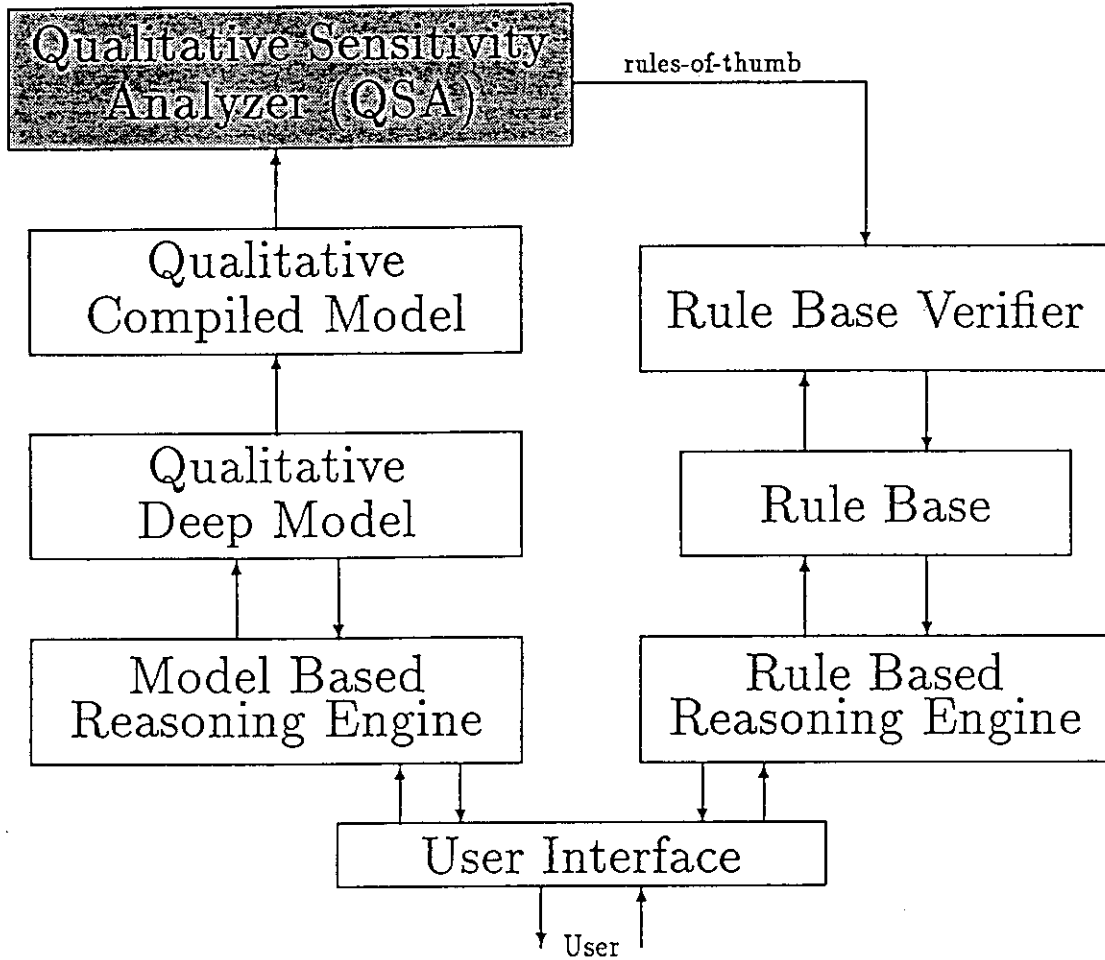 Qualitative Sensitivity
Analyzer (QSA)
rules-of-thumb
Qualitative
Compiled Model
Rule Base Verifier
Qualitative
Deep Model
Rule Base
Model Based
Reasoning Engine
Rule Based
Reasoning Engine
User Interface
User